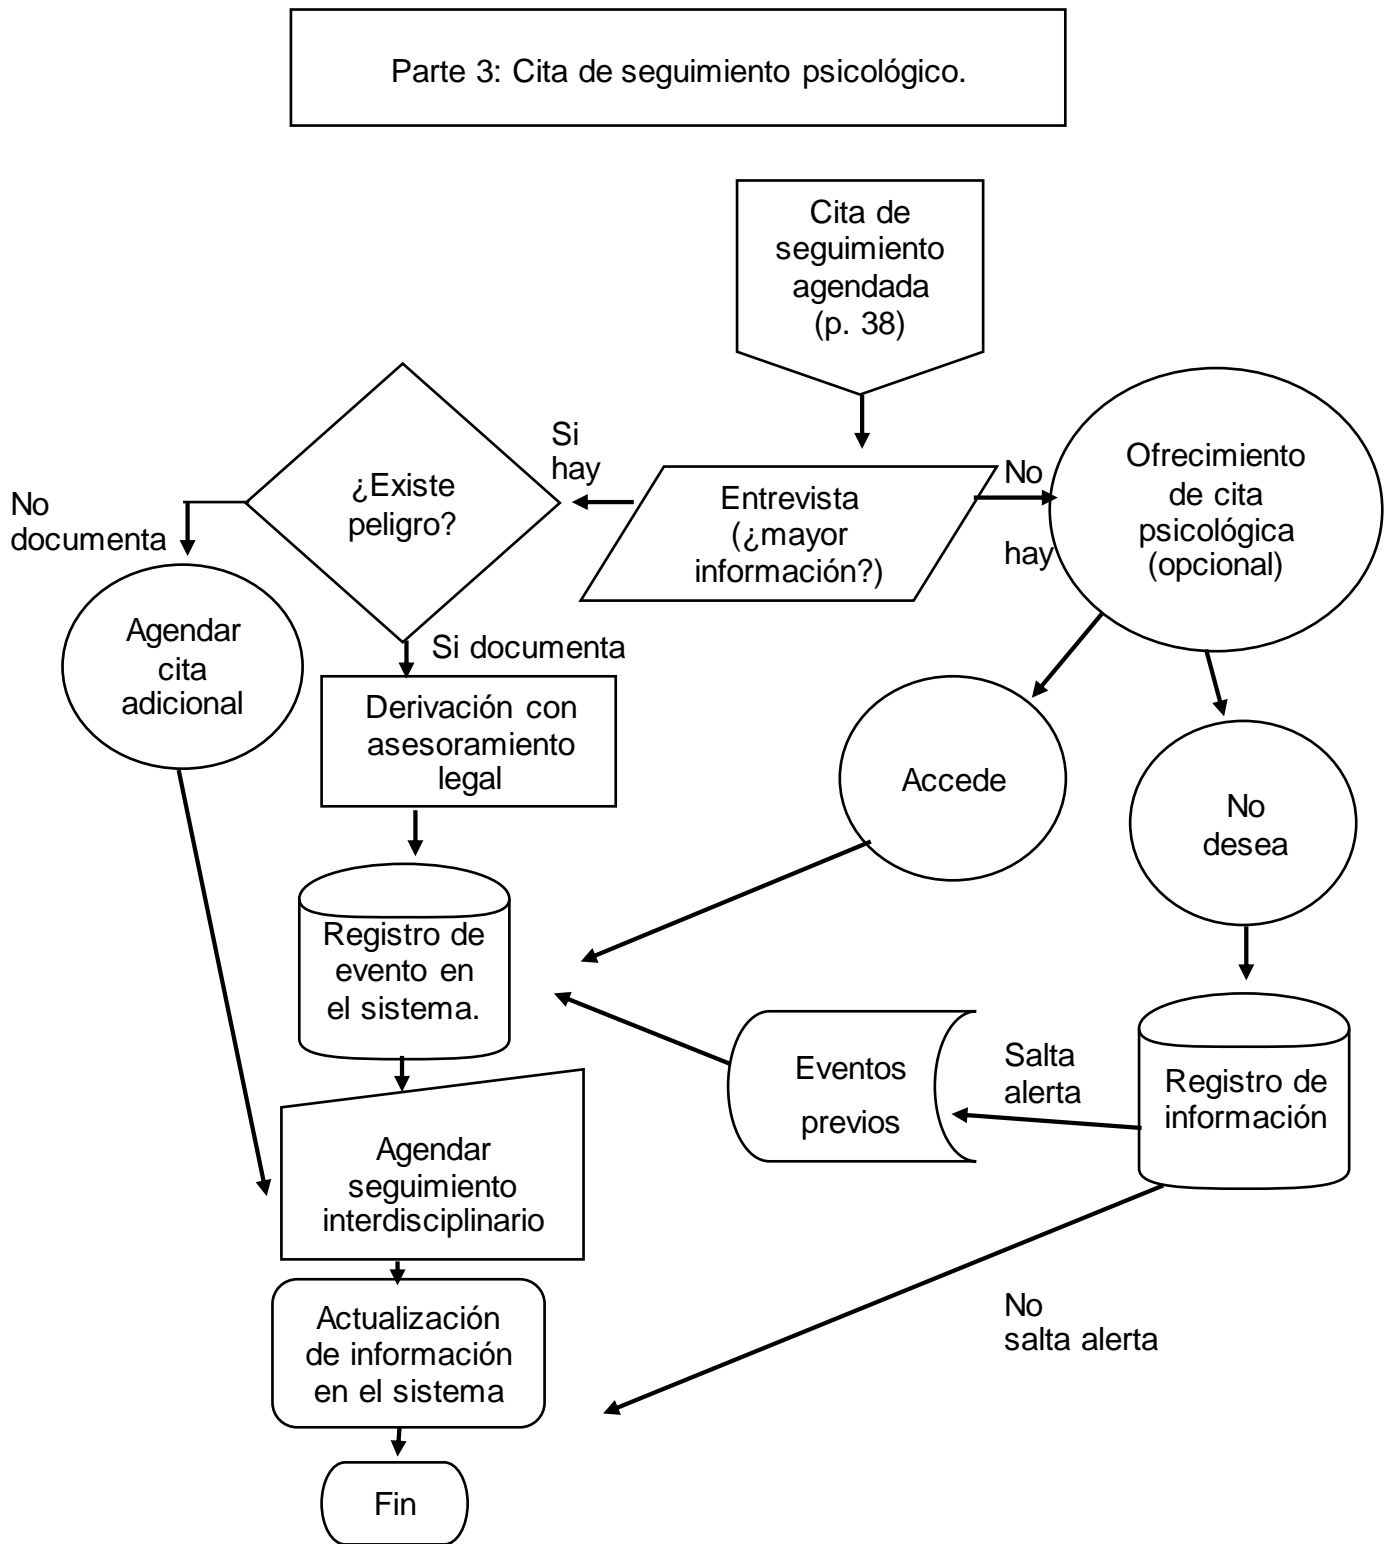 Parte 3: Cita de seguimiento psicológico.
Cita de
seguimiento
agendada
(p. 38)
Si
hay
¿Existe
peligro?
No
documenta
Entrevista
(¿mayor
información?)
No
hay
Ofrecimiento
de cita
psicológica
(opcional)
Agendar
cita
adicional
Si documenta
Derivación con
asesoramiento
legal
Accede
No
desea
Registro de
evento en
el sistema.
Eventos
previos
Salta
alerta
Registro de
información
Agendar
seguimiento
interdisciplinario
No
salta alerta
Actualización
de información
en el sistema
Fin